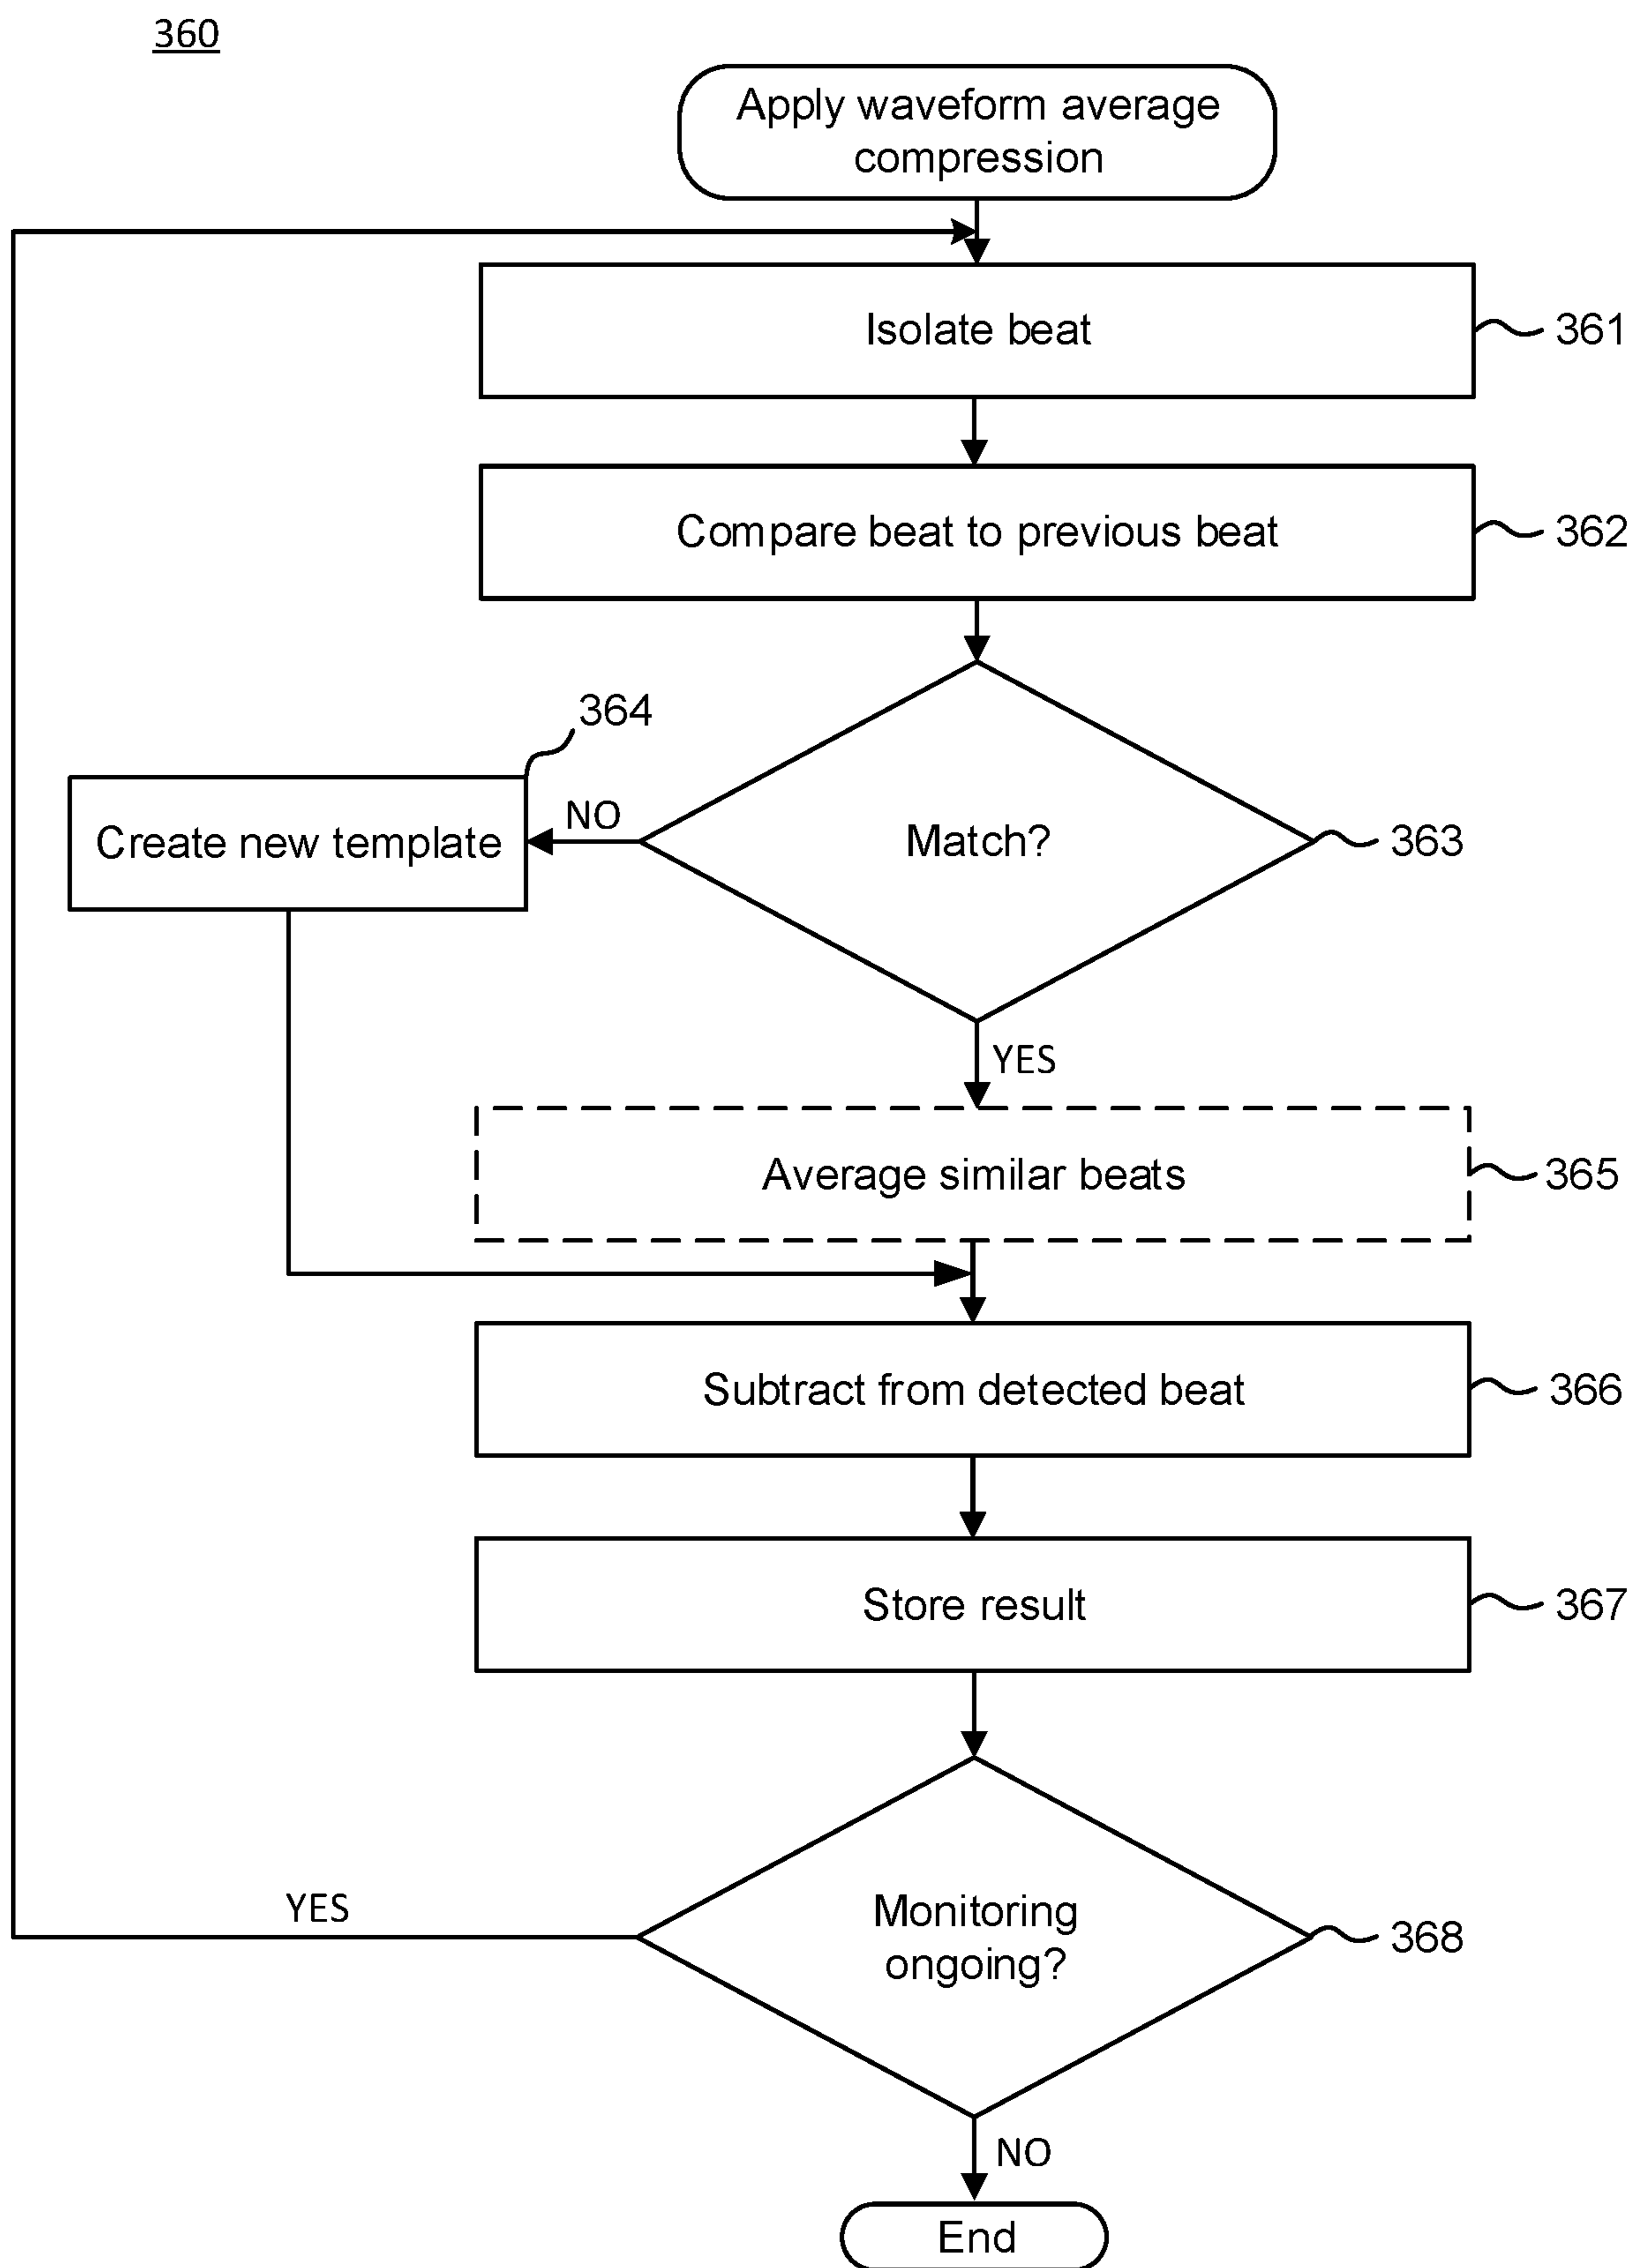 360
Apply waveform average
compression
Isolate beat
361
Compare beat to previous beat
362
364
Create new template
NO
Match?
363
YES
Average similar beats
365
Subtract from detected beat
366
Store result
367
YES
Monitoring
ongoing?
368
NO
End